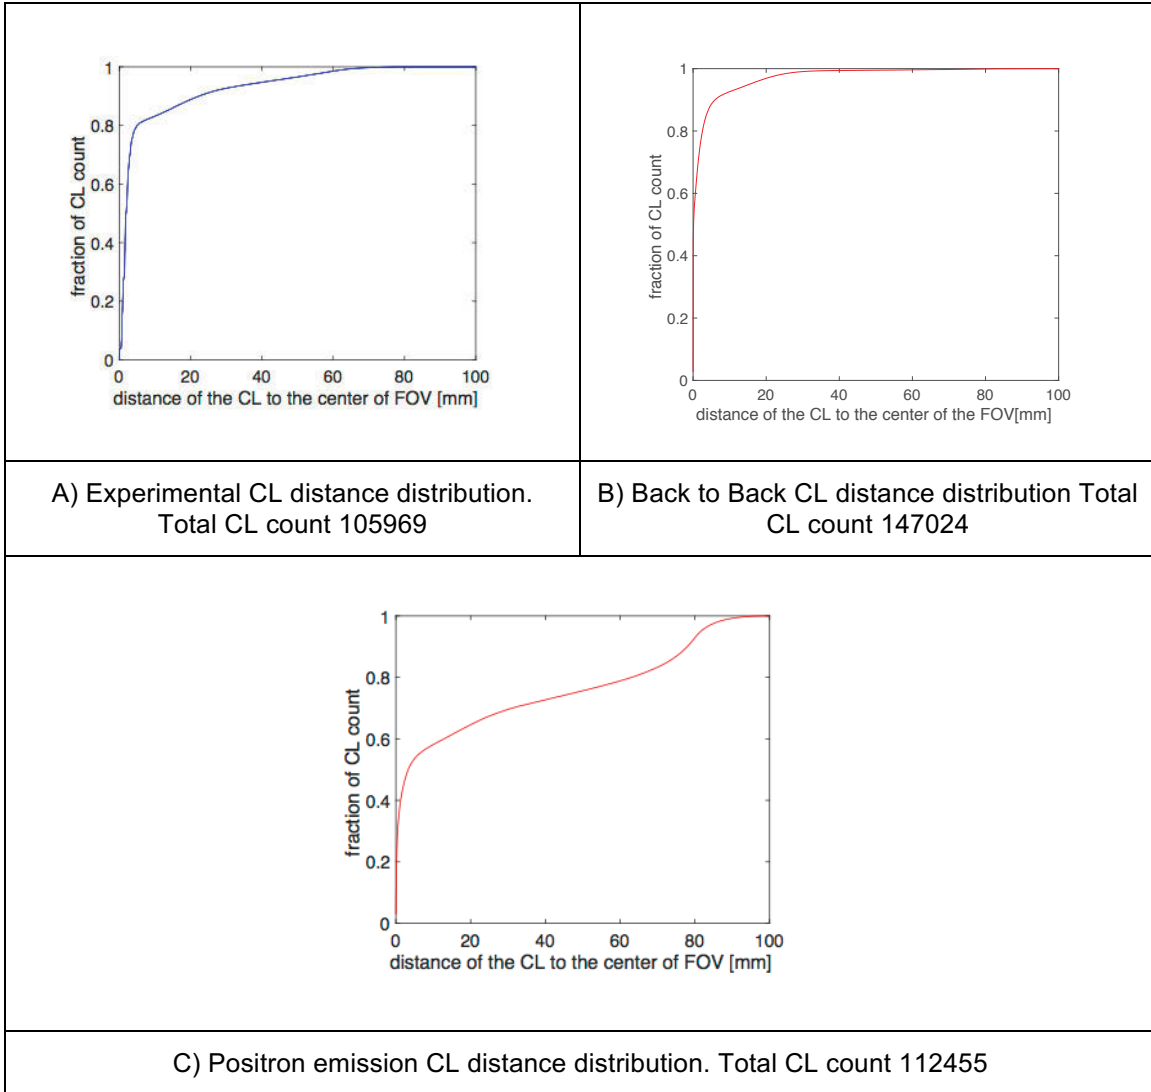 1
0.8
0.6
0.4
0.2
0
fraction of CL count
0 20 40 60 80 100
distance of the CL to the center of FOV [mm]
1
0.8
0.6
0.4
0.2
0
fraction of CL count
0 20 40 60 80 100
distance of the CL to the center of the FOV[mm]
A) Experimental CL distance distribution.
Total CL count 105969
B) Back to Back CL distance distribution Total
CL count 147024
1
0.8
0.6
0.4
0.2
0
fraction of CL count
0 20 40 60 80 100
distance of the CL to the center of FOV [mm]
C) Positron emission CL distance distribution. Total CL count 112455